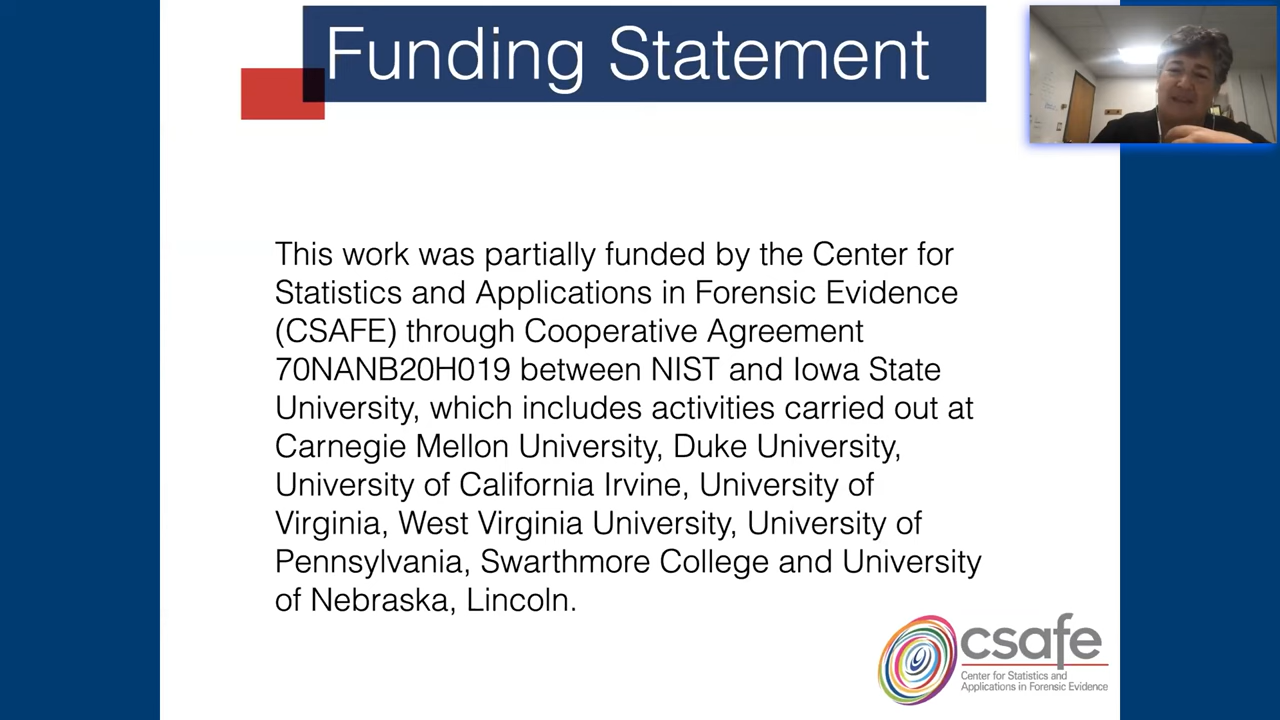 Funding Statement
This work was partially funded by the Center for
Statistics and Applications in Forensic Evidence
(CSAFE) through Cooperative Agreement
70NANB20H019 between NIST and Iowa State
University, which includes activities carried out at
Carnegie Mellon University, Duke University,
University of California Irvine, University of
Virginia, West Virginia University, University of
Pennsylvania, Swarthmore College and University
of Nebraska, Lincoln.
csafe
Center for Statistics and
Applications in Forensic Evidence